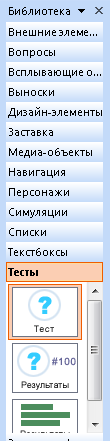 Библиотека
Внешние элеме...
Вопросы
Всплывающие о...
Выноски
Дизайн-элементы
Заставка
Медиа-объекты
Навигация
Персонажи
Симуляции
Списки
Текстбоксы
Тесты
?
Тест
? #100
Результаты